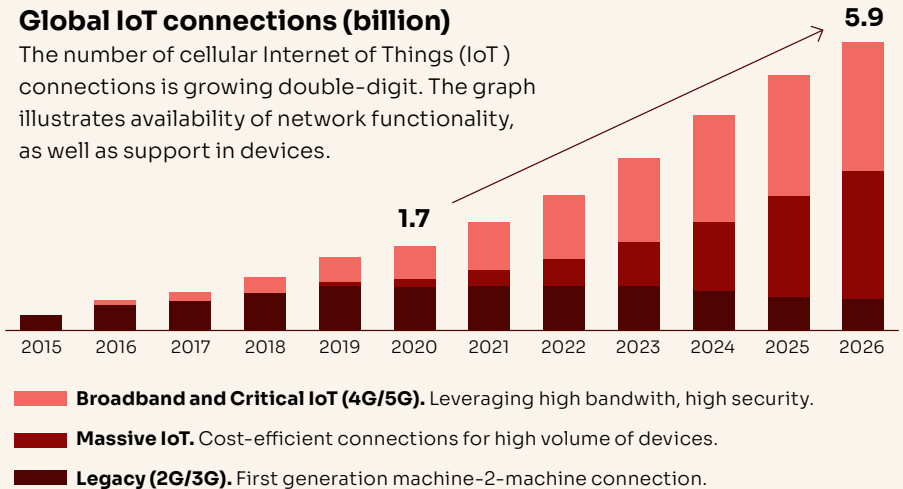 Global IoT connections (billion)
The number of cellular Internet of Things (IoT )
connections is growing double-digit. The graph
illustrates availability of network functionality,
as well as support in devices.
5.9
1.7
2015 2016 2017 2018 2019 2020 2021 2022 2023 2024 2025 2026
Broadband and Critical IoT (4G/5G). Leveraging high bandwith, high security.
Massive IoT. Cost-efficient connections for high volume of devices.
Legacy (2G/3G). First generation machine-2-machine connection.